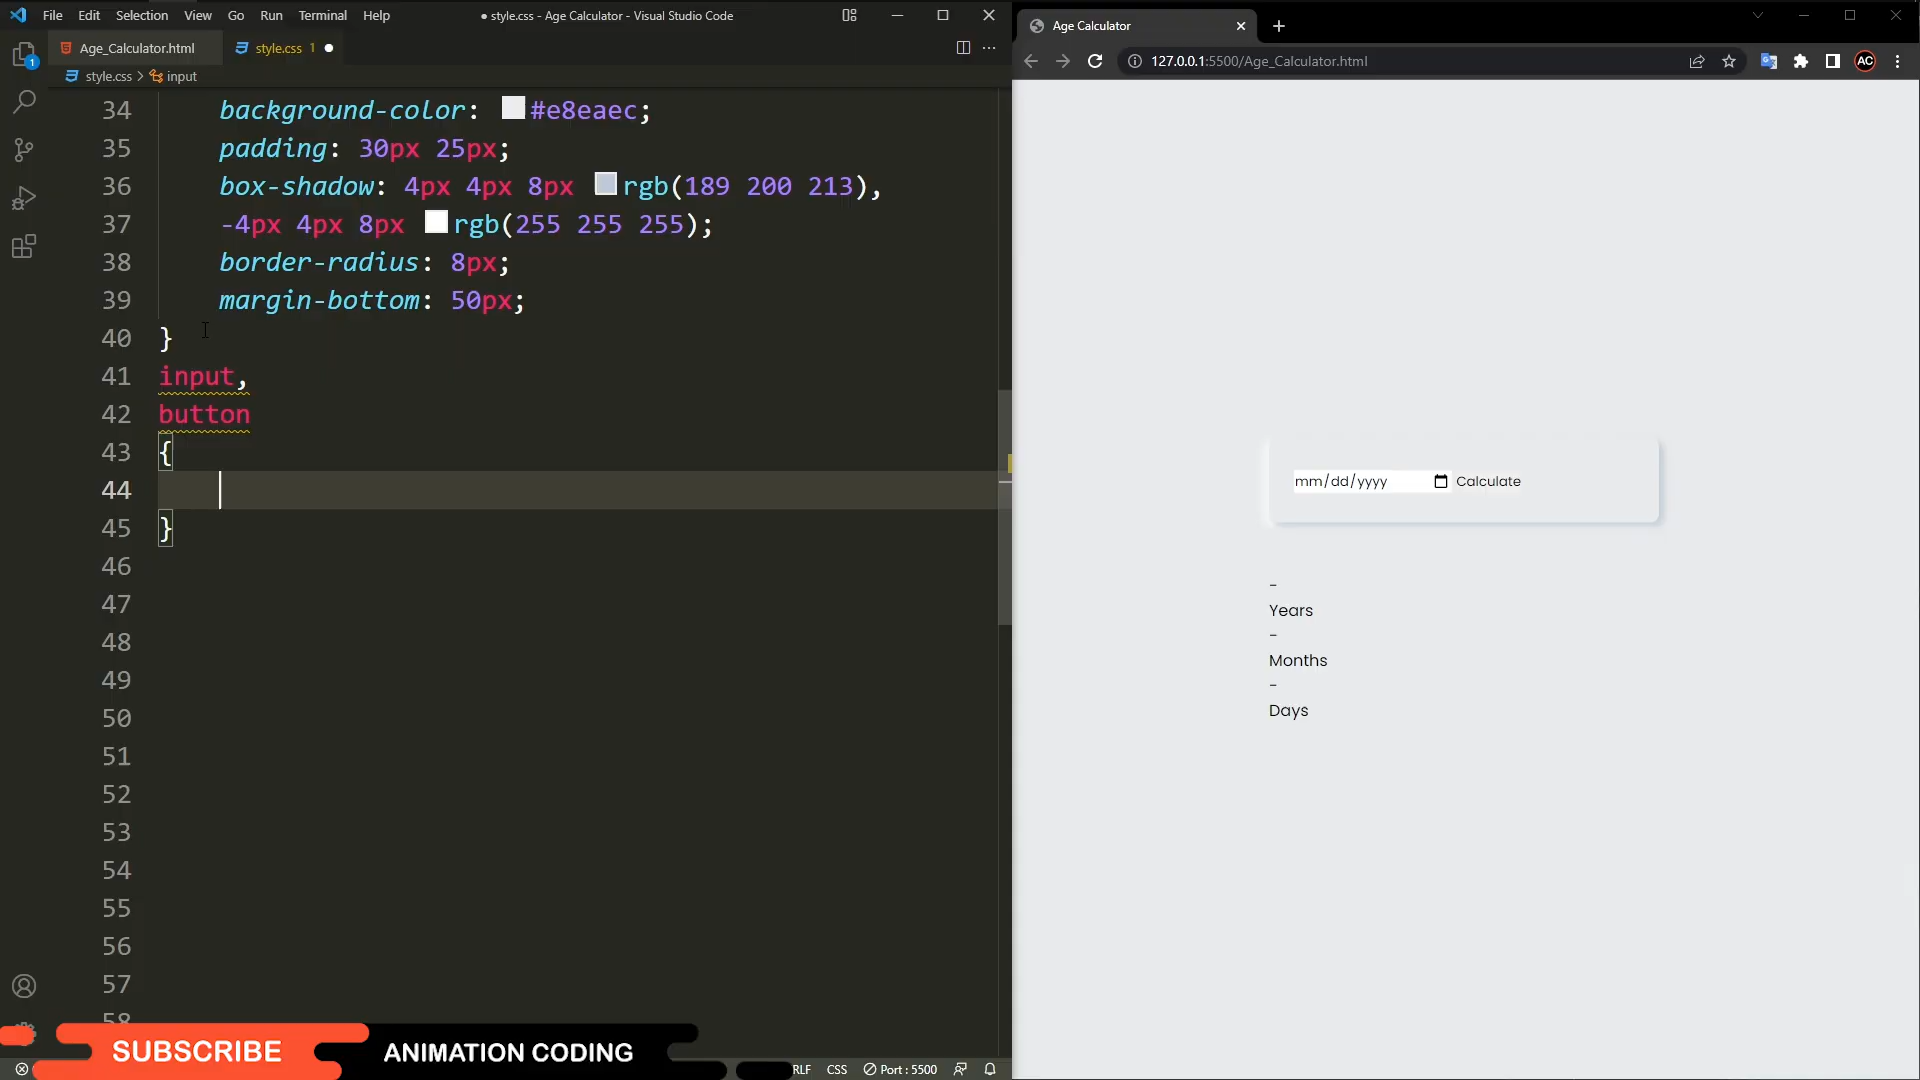 File Edit Selection View Go Run Terminal Help
● style.css - Age Calculator - Visual Studio Code
Age_Calculator.html
style.css 1 ●
style.css > input
34 background-color: #e8eaec;
35 padding: 30px 25px;
36 box-shadow: 4px 4px 8px rgb(189 200 213),
37 -4px 4px 8px rgb(255 255 255);
38 border-radius: 8px;
39 margin-bottom: 50px;
40 }
41 input,
42 button
43 {
44
45 }
46
47
48
49
50
51
52
53
54
55
56
57
58
1
SUBSCRIBE
ANIMATION CODING
RLF CSS Port : 5500
Age Calculator
127.0.0.1:5500/Age_Calculator.html
AC
mm/dd/yyyy Calculate
-
Years
-
Months
-
Days